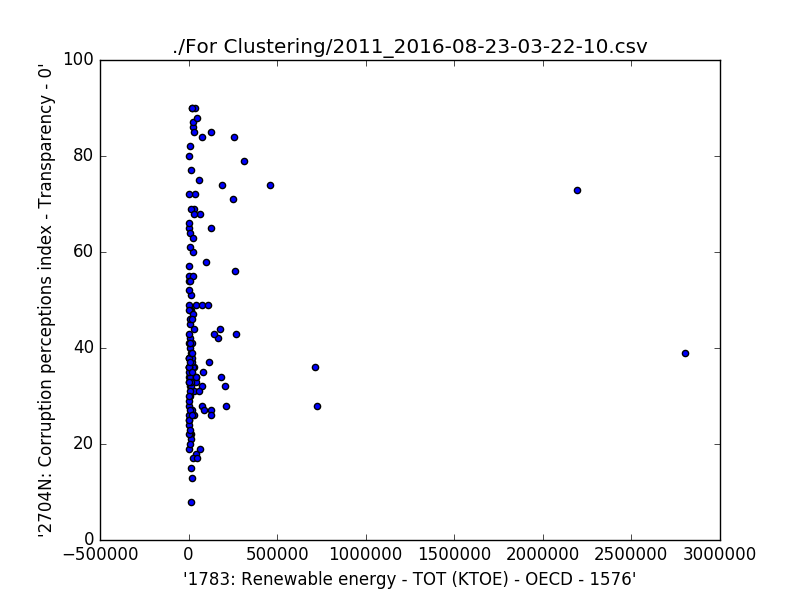 ./For Clustering/2011_2016-08-23-03-22-10.csv
100
80
60
40
20
0
'2704N: Corruption perceptions index - Transparency - 0'
−500000 0 500000 1000000 1500000 2000000 2500000 3000000
'1783: Renewable energy - TOT (KTOE) - OECD - 1576'